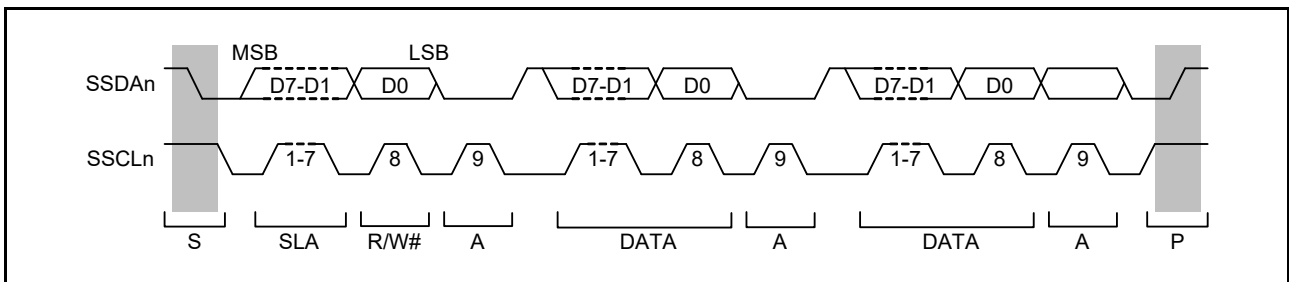 MSB LSB
SSDAn D7-D1 D0 D7-D1 D0 D7-D1 D0
SSCLn 1-7 8 9 1-7 8 9 1-7 8 9
S SLA R/W# A DATA A DATA A P